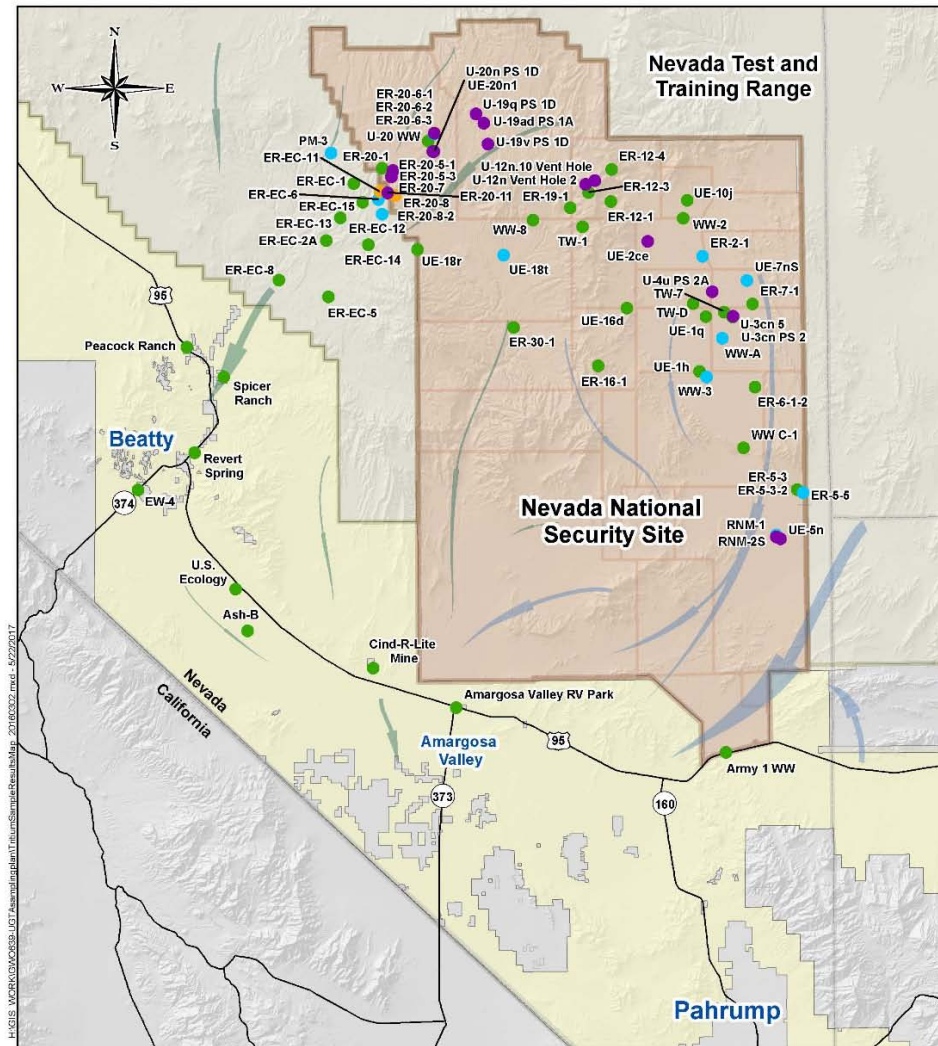 N
W
E
S
Nevada Test and
Training Range
U-20n PS 1D
UE-20n1
ER-20-6-1
ER-20-6-2
ER-20-6-3
U-20 WW
U-19q PS 1D
U-19ad PS 1A
U-19v PS 1D
PM-3
ER-EC-11
ER-20-1
ER-20-5-1
ER-20-5-3
ER-20-7
ER-20-8
ER-20-8-2
ER-20-11
ER-EC-1
ER-EC-6
ER-EC-15
ER-EC-13
ER-EC-12
ER-EC-2A
ER-EC-14
UE-18r
ER-EC-8
ER-EC-5
U-12n.10 Vent Hole
U-12n Vent Hole 2
ER-12-4
ER-12-3
ER-19-1
ER-12-1
UE-10j
WW-8
TW-1
WW-2
UE-18t
UE-2ce
ER-2-1
UE-7nS
U-4u PS 2A
TW-7
ER-7-1
TW-D
UE-16d
UE-1q
U-3cn 5
U-3cn PS 2
WW-A
ER-30-1
ER-16-1
UE-1h
WW-3
ER-6-1-2
WW C-1
ER-5-3
ER-5-3-2
ER-5-5
RNM-1
RNM-2S
UE-5n
Nevada National
Security Site
95
Peacock Ranch
Spicer
Ranch
Beatty
Revert
Spring
374
EW-4
U.S.
Ecology
Ash-B
Cind-R-Lite
Mine
Nevada
California
Amargosa Valley RV Park
Amargosa
Valley
95
Army 1 WW
373
160
Pahrump